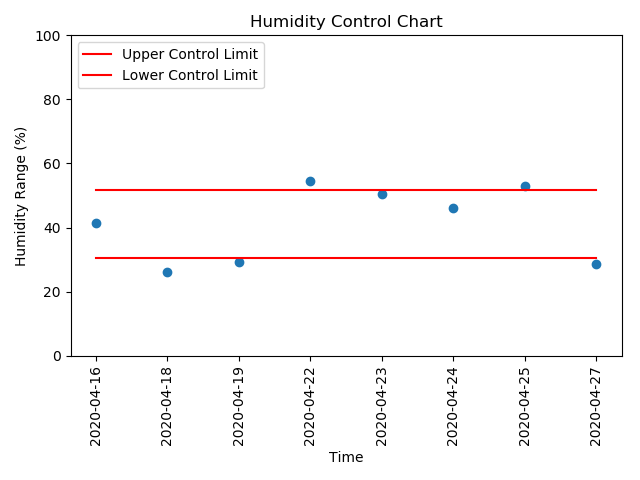 Humidity Control Chart
Upper Control Limit
Lower Control Limit
Humidity Range (%)
100
80
60
40
20
0
2020-04-16
2020-04-18
2020-04-19
2020-04-22
2020-04-23
2020-04-24
2020-04-25
2020-04-27
Time